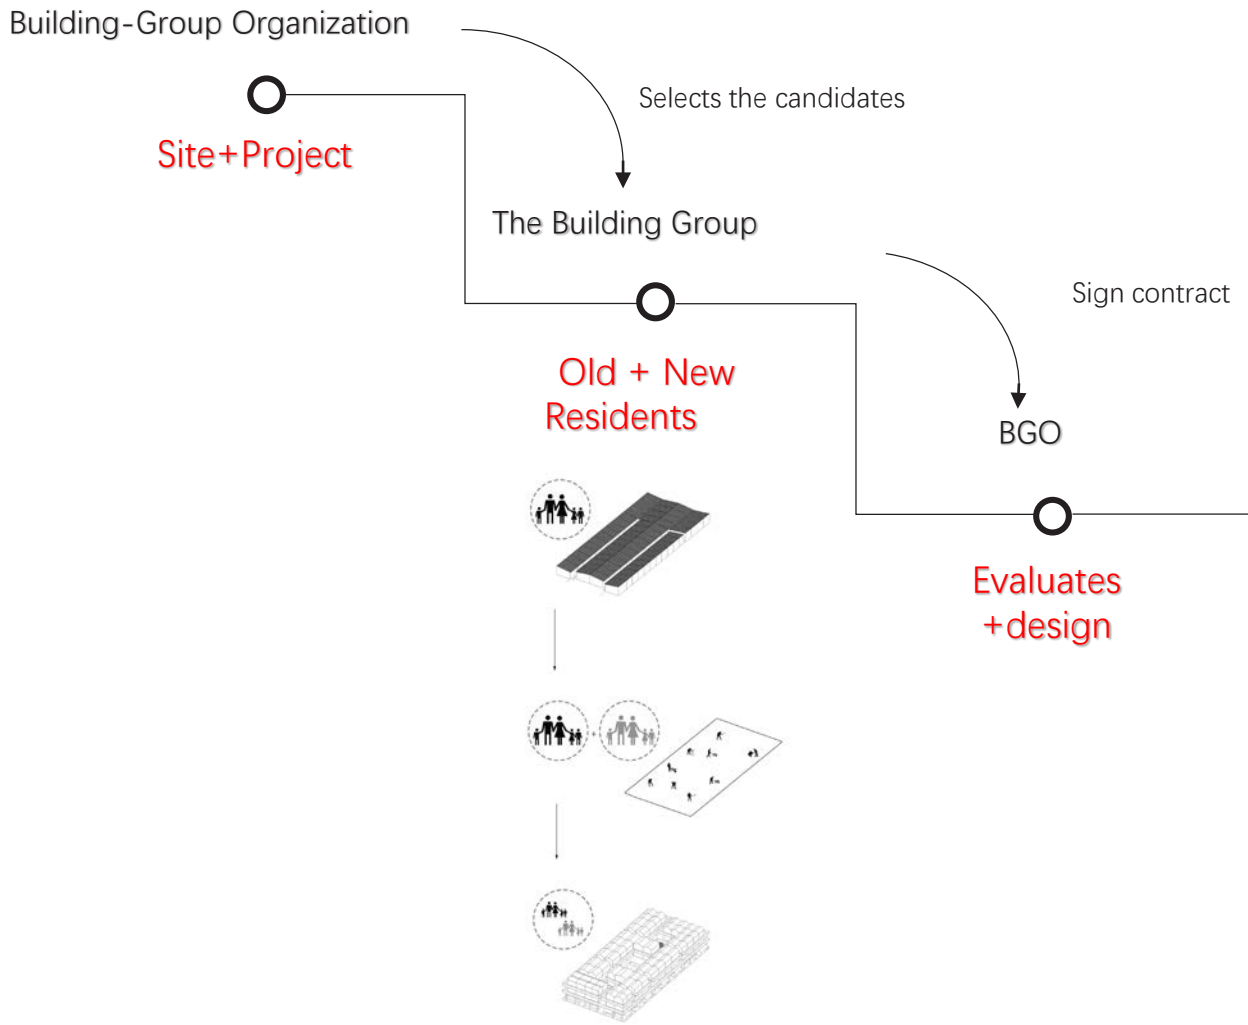 Building-Group Organization
Selects the candidates
Site+Project
The Building Group
Sign contract
Old + New
Residents
BGO
Evaluates
+design
+